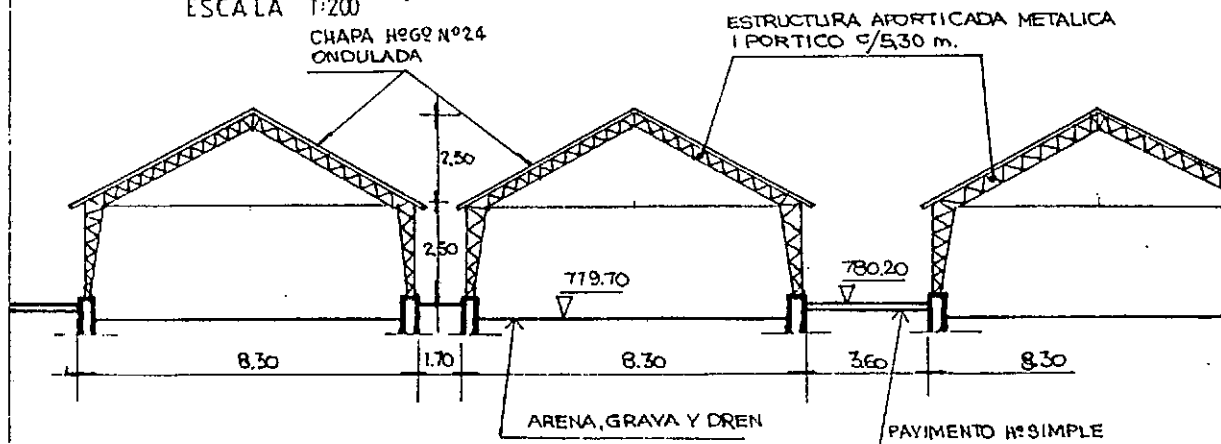 ESCALA 1:200
CHAPA HºGº Nº24
ONDULADA
ESTRUCTURA APORTICADA METALICA
1 PORTICO c/5,30 m.
2,50
2,50
779.70
780.20
8.30
1.70
8.30
3.60
8.30
ARENA, GRAVA Y DREN
PAVIMENTO HºSIMPLE